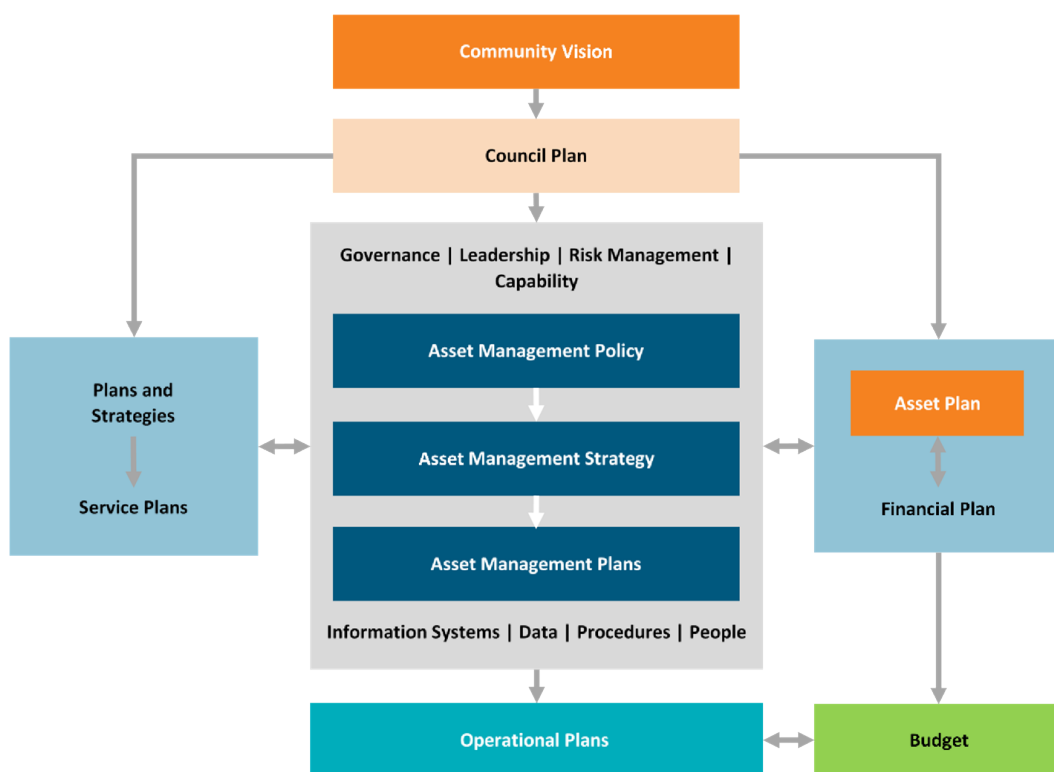 Community Vision
Council Plan
Governance | Leadership | Risk Management |
Capability
Asset Management Policy
Plans and
Strategies
Asset Plan
Asset Management Strategy
Service Plans
Financial Plan
Asset Management Plans
Information Systems | Data | Procedures | People
Operational Plans
Budget